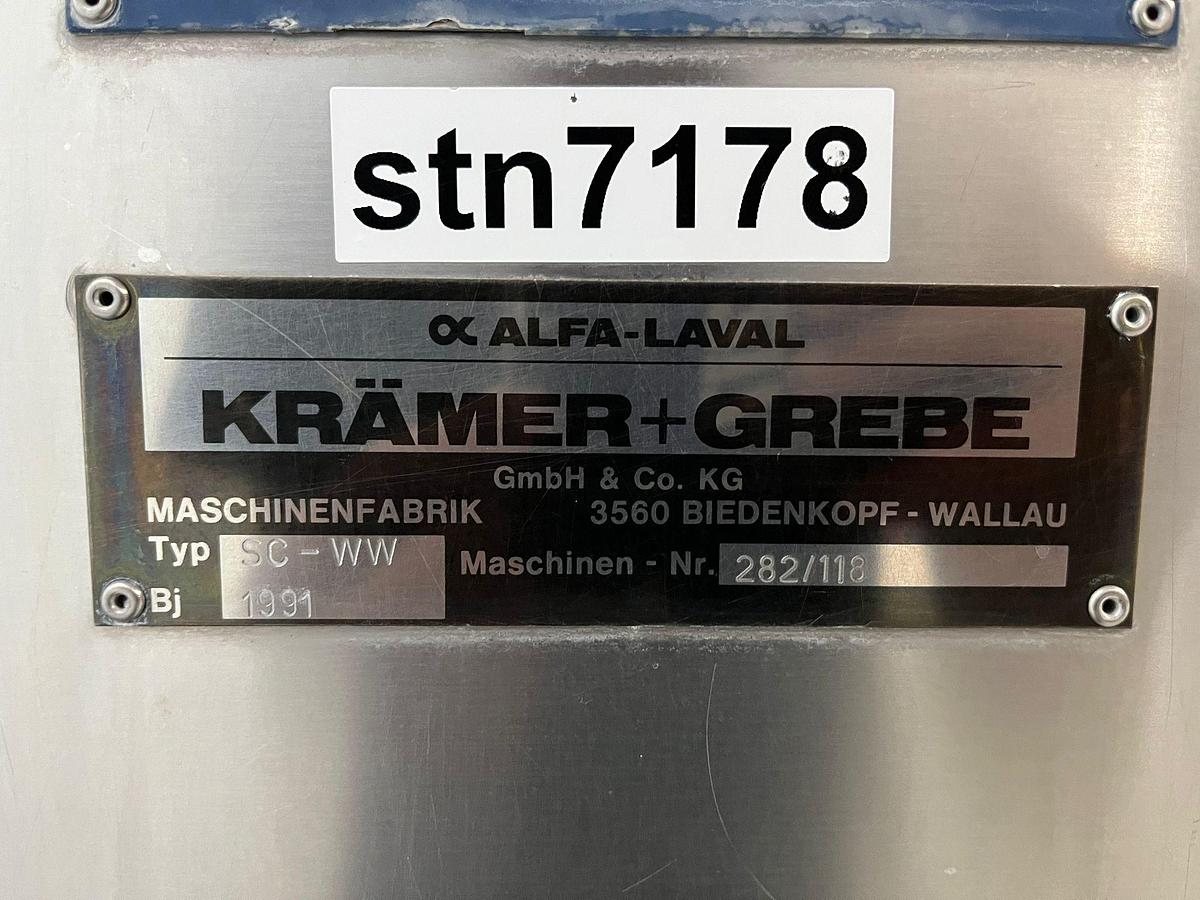 stn7178
α ALFA-LAVAL
KRÄMER+GREBE
GmbH & Co. KG
MASCHINENFABRIK 3560 BIEDENKOPF - WALLAU
Typ SC - WW Maschinen - Nr. 282/118
Bj 1991